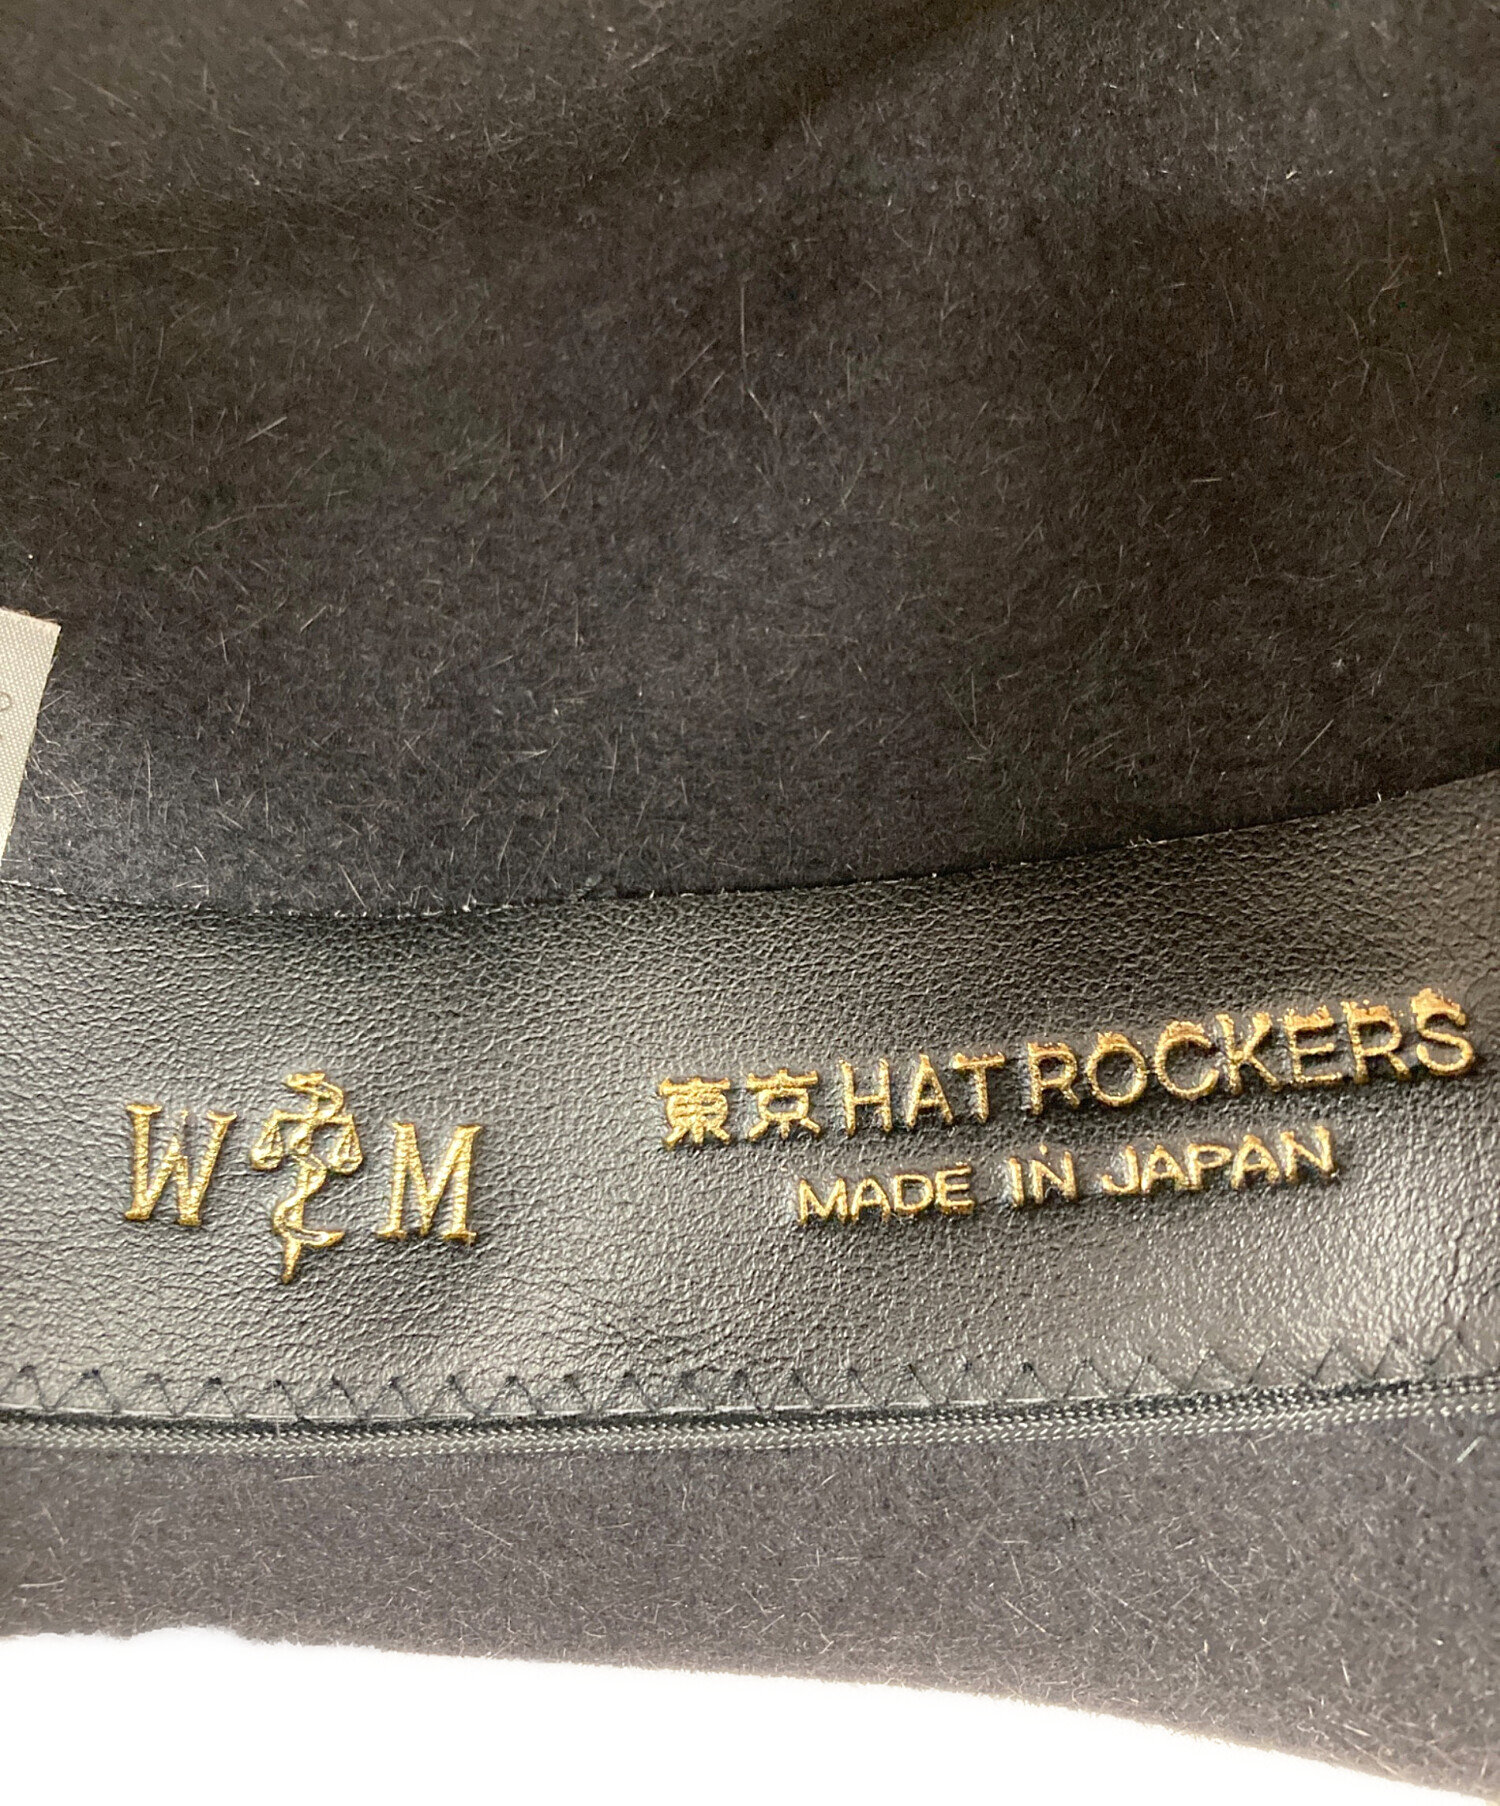 W M
東京HAT ROCKERS
MADE IN JAPAN